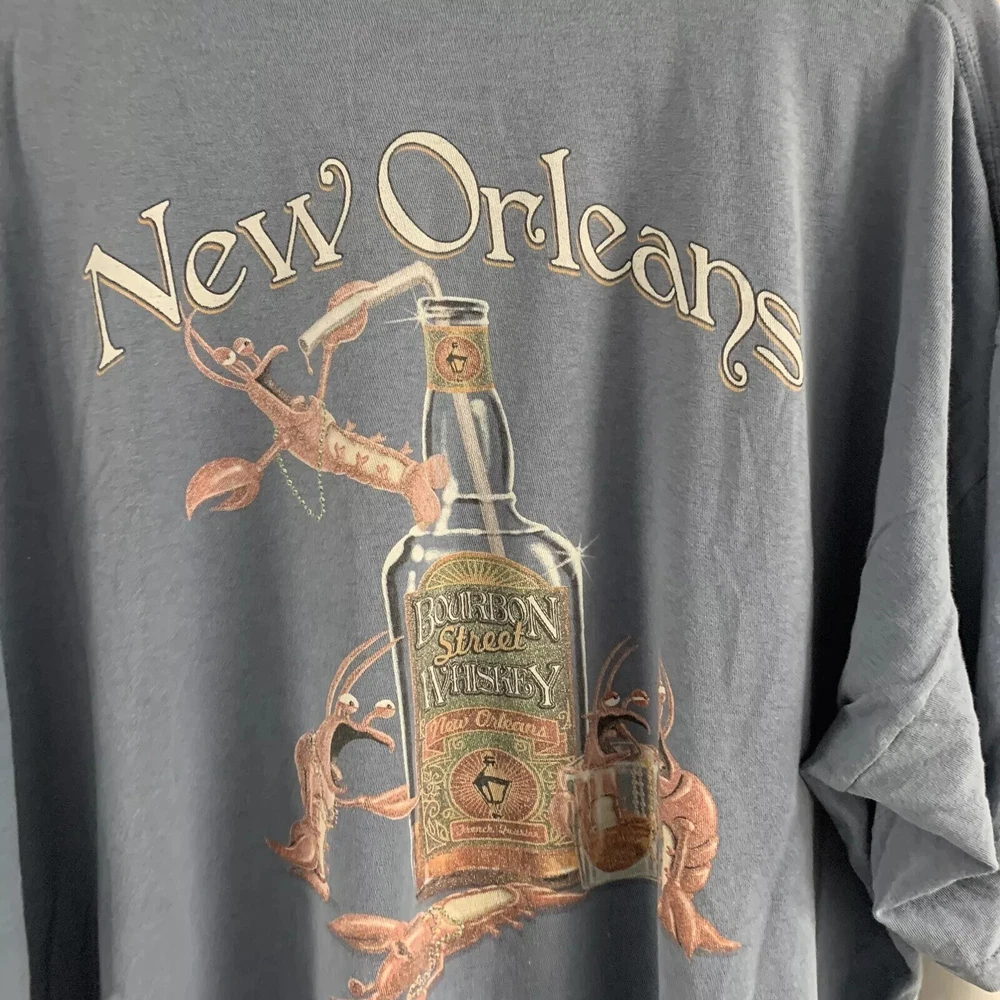 New Orleans
BOURBON
Street
WHISKEY
New Orleans
French Quarter